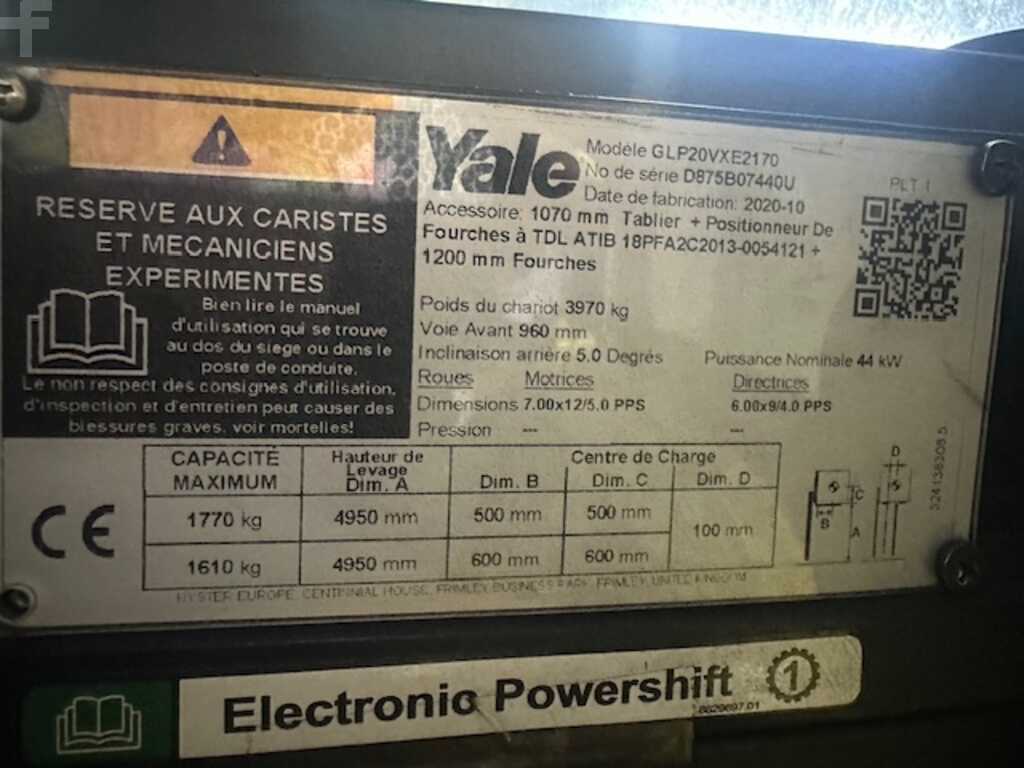 RESERVE AUX CARISTES
ET MECANICIENS
EXPERIMENTES
Bien lire le manuel
d'utilisation qui se trouve
au dos du siege ou dans le
poste de conduite.
Le non respect des consignes d'utilisation,
d'inspection et d'entretien peut causer des
blessures graves, voir mortelles!
Yale
Modèle GLP20VXE2170
No de série D875B07440U
Date de fabrication: 2020-10
PLT 1
Accessoire: 1070 mm Tablier + Positionneur De
Fourches à TDL ATIB 18PFA2C2013-0054121 +
1200 mm Fourches
Poids du chariot 3970 kg
Voie Avant 960 mm
Inclinaison arrière 5.0 Degrés Puissance Nominale 44 kW
Roues Motrices Directrices
Dimensions 7.00x12/5.0 PPS 6.00x9/4.0 PPS
Pression --- ---
CAPACITÉ MAXIMUM Hauteur de Levage Dim. A Centre de Charge
Dim. B Dim. C Dim. D
1770 kg 4950 mm 500 mm 500 mm 100 mm
1610 kg 4950 mm 600 mm 600 mm
CE
D
C
B
A
HYSTER EUROPE, CENTENNIAL HOUSE, FRIMLEY BUSINESS PARK, FRIMLEY, UNITED KINGDOM
Electronic Powershift 1